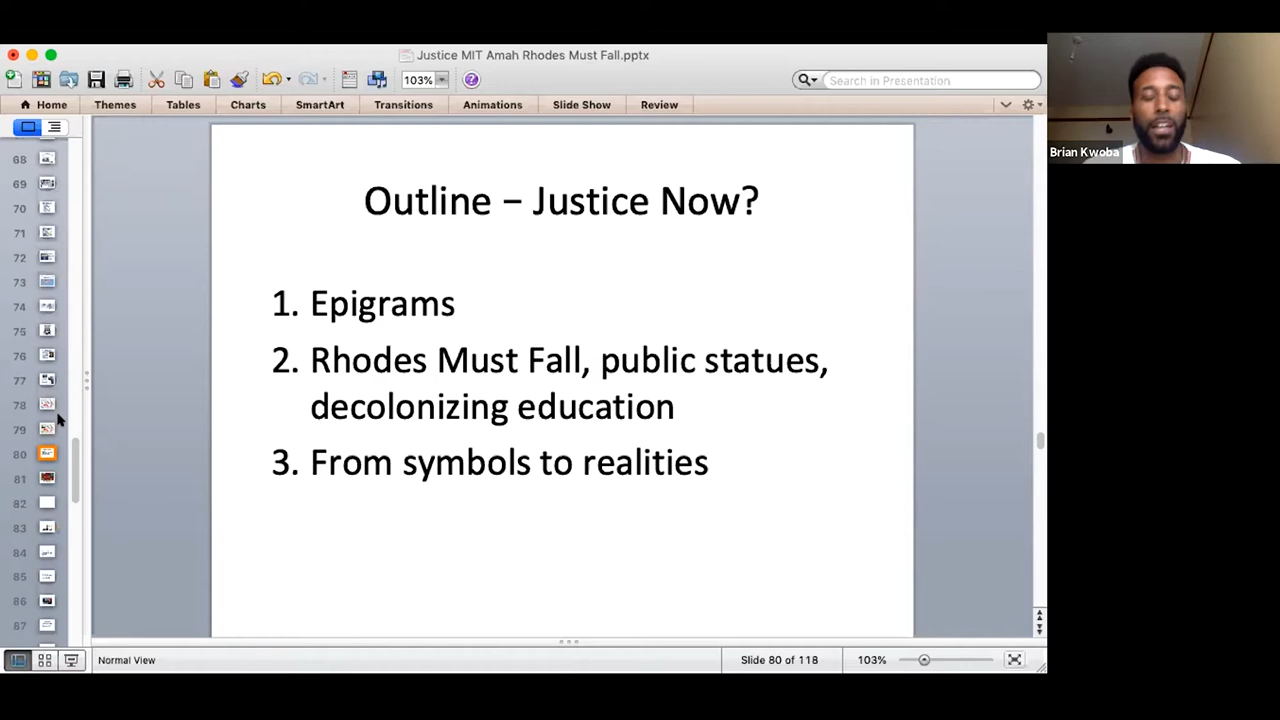 Justice MIT Amah Rhodes Must Fall.pptx
103%
Search in Presentation
Home Themes Tables Charts SmartArt Transitions Animations Slide Show Review
68
69
70
71
72
73
74
75
76
77
78
79
80
81
82
83
84
85
86
87
Outline – Justice Now?
1. Epigrams
2. Rhodes Must Fall, public statues,
decolonizing education
3. From symbols to realities
Brian Kwoba
Normal View
Slide 80 of 118
103%